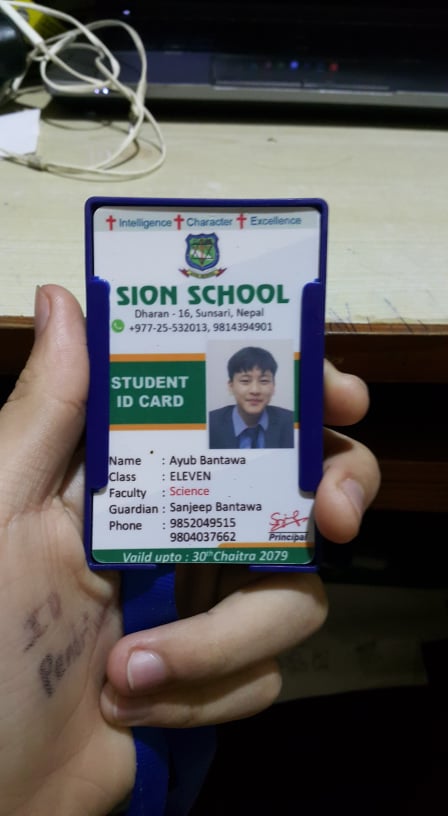 Intelligence Character Excellence
SION SCHOOL
Dharan - 16, Sunsari, Nepal
+977-25-532013, 9814394901
STUDENT
ID CARD
Name : Ayub Bantawa
Class : ELEVEN
Faculty : Science
Guardian : Sanjeep Bantawa
Phone : 9852049515
9804037662
Principal
Vaild upto : 30th Chaitra 2079